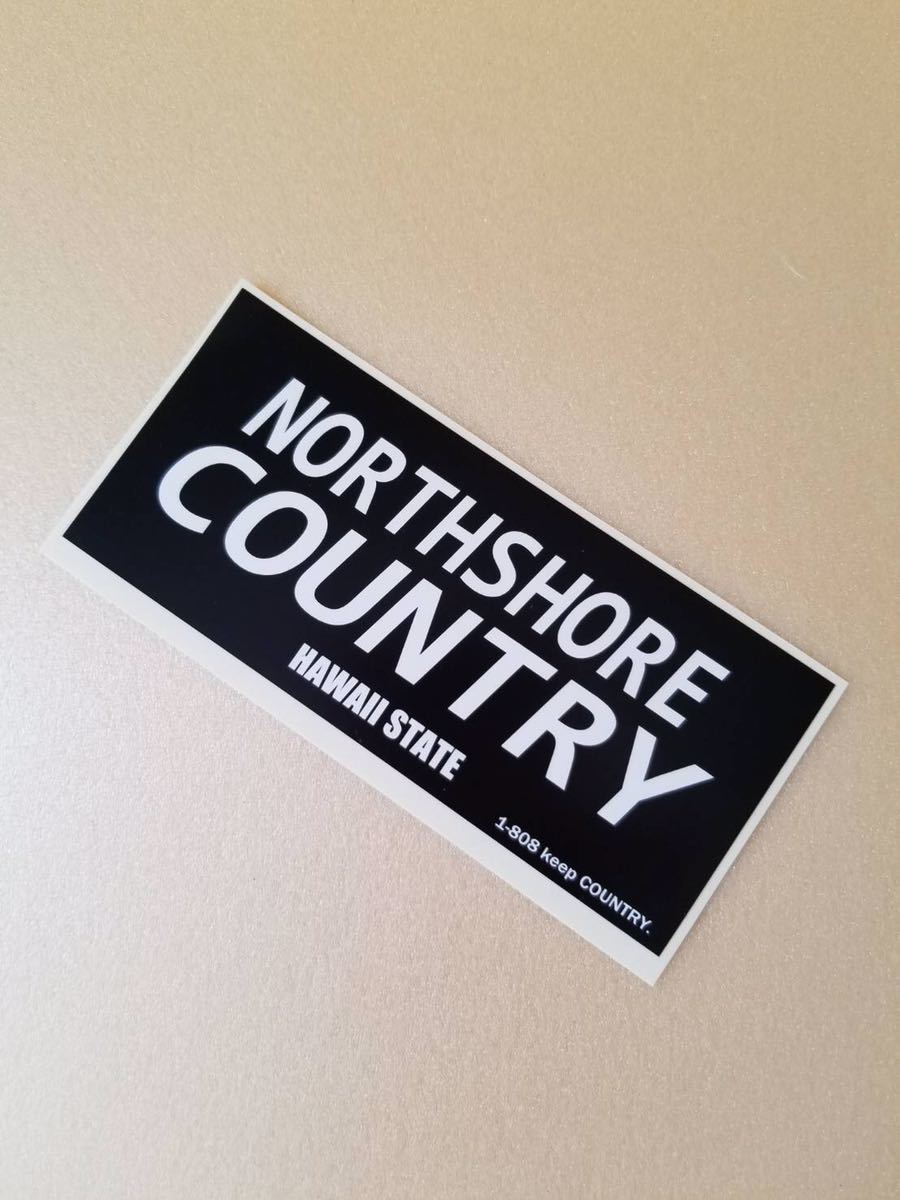 NORTHSHORE
COUNTRY
HAWAII STATE
1-808 keep COUNTRY.